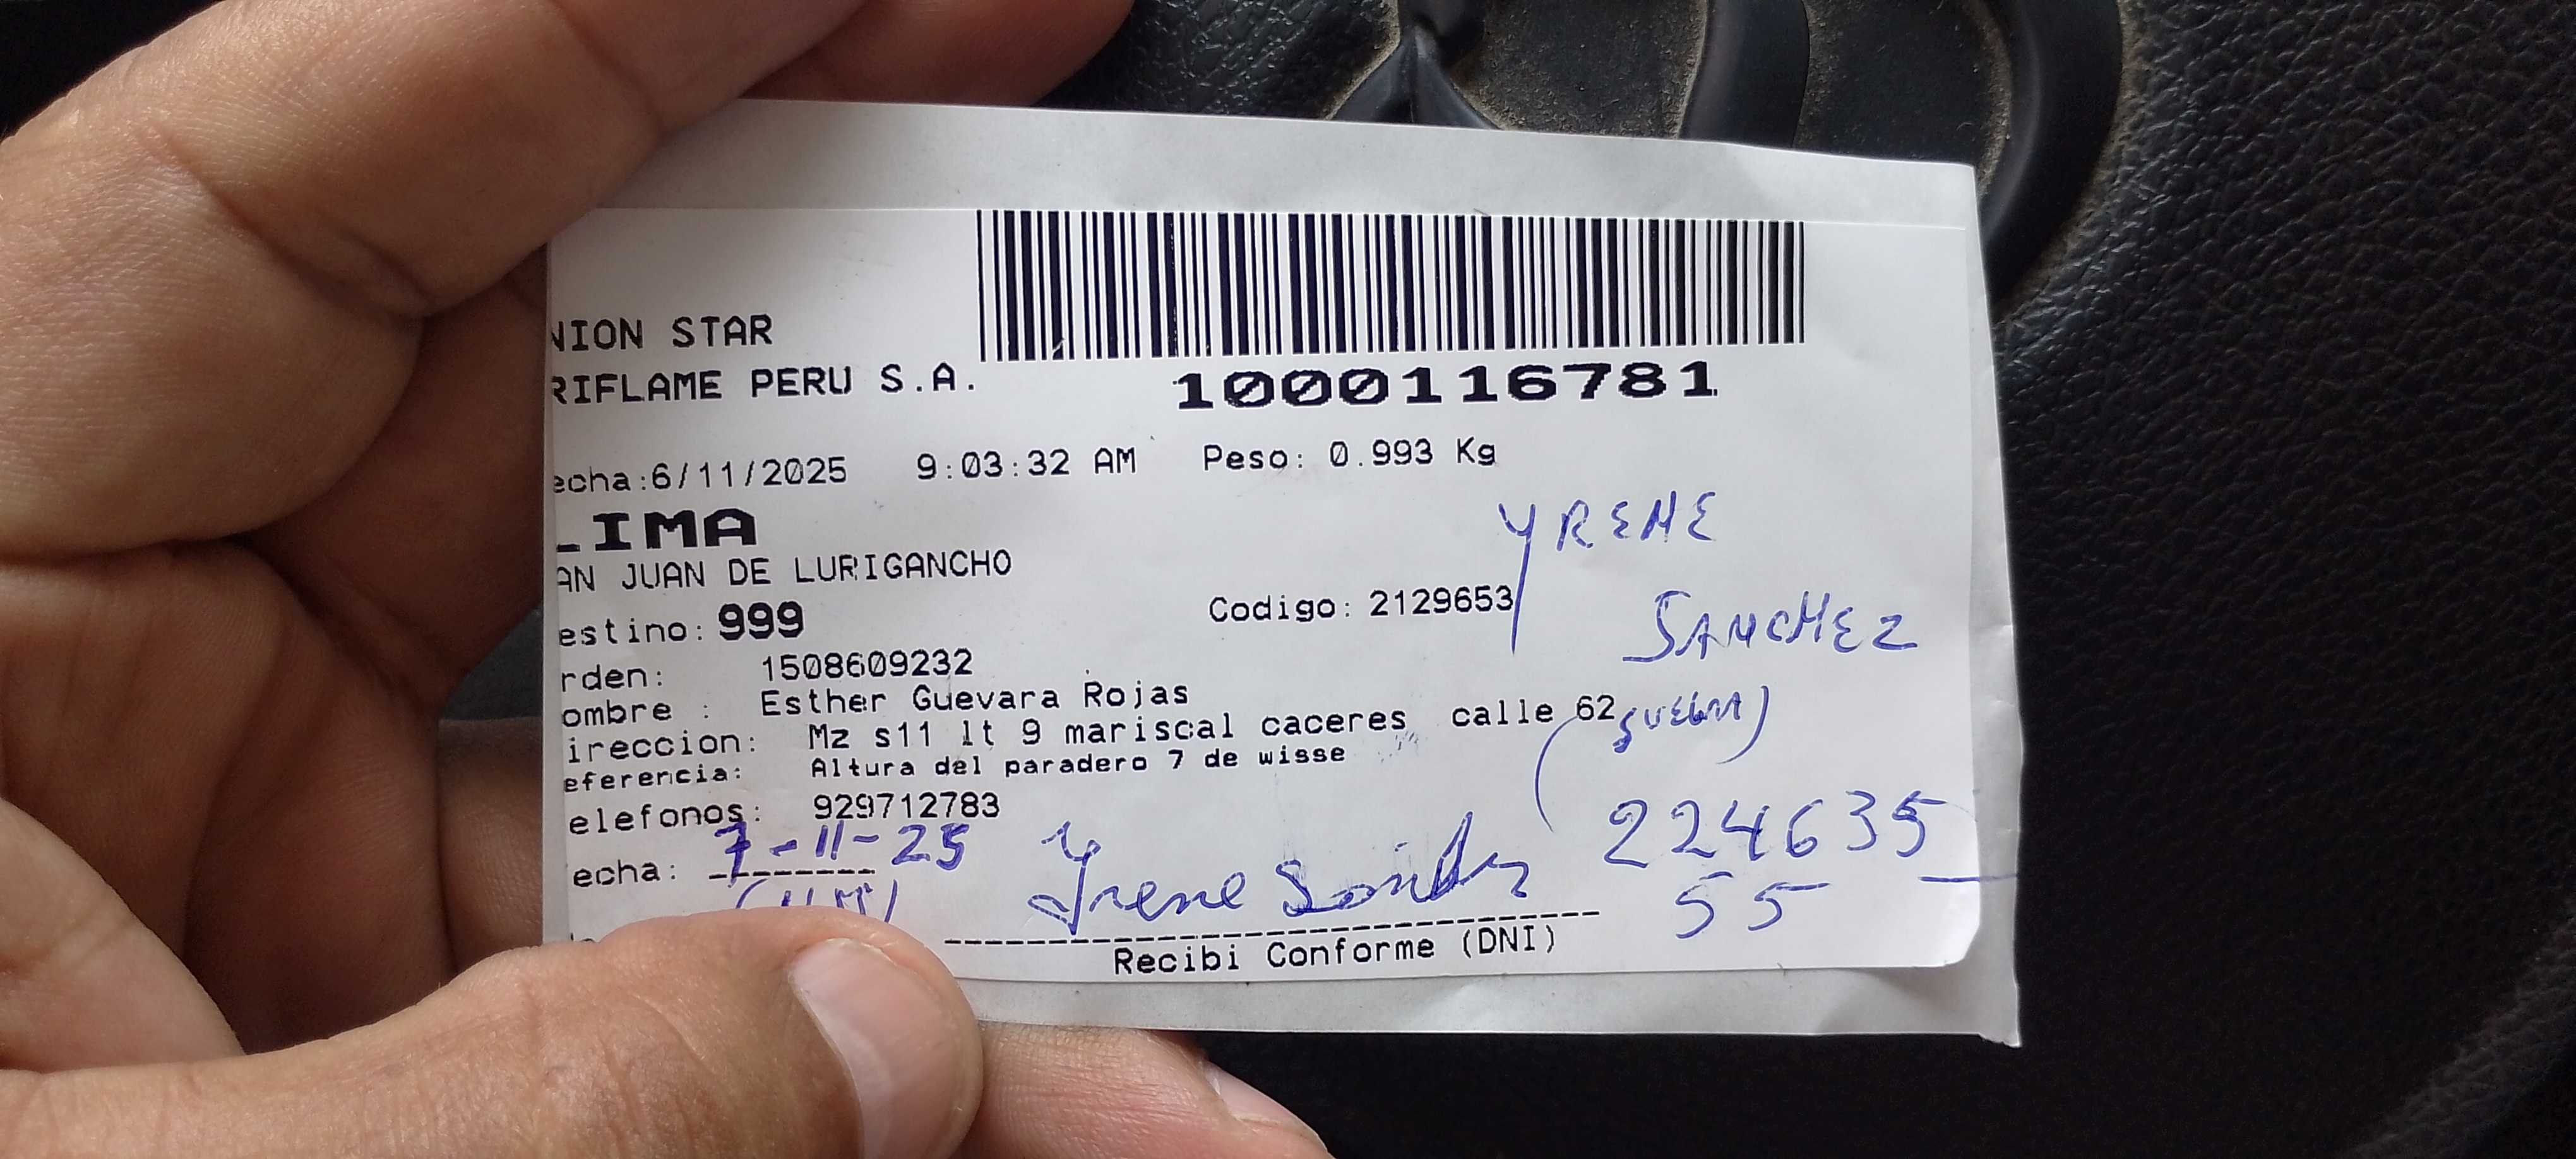 NION STAR
RIFLAME PERU S.A.
1000116781
echa:6/11/2025 9:03:32 AM Peso: 0.993 Kg
LIMA
YRENE
AN JUAN DE LURIGANCHO
estino: 999 Codigo: 2129653
SANCHEZ
rden: 1508609232
ombre : Esther Guevara Rojas
ireccion: Mz s11 lt 9 mariscal caceres calle 62
(SUEGRA)
eferencia: Altura del paradero 7 de wisse
elefonos: 929712783
224635
55
echa: 7-11-25
Yrene Sanchez
Recibi Conforme (DNI)